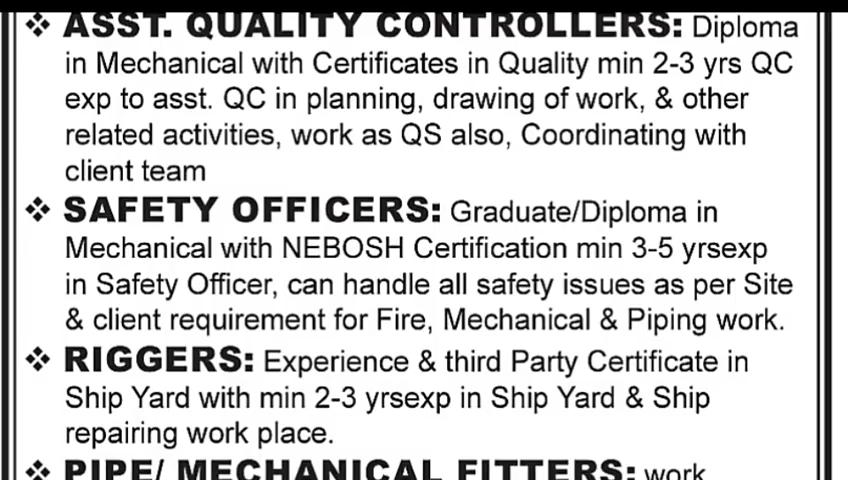 ❖ ASST. QUALITY CONTROLLERS: Diploma
in Mechanical with Certificates in Quality min 2-3 yrs QC
exp to asst. QC in planning, drawing of work, & other
related activities, work as QS also, Coordinating with
client team
❖ SAFETY OFFICERS: Graduate/Diploma in
Mechanical with NEBOSH Certification min 3-5 yrsexp
in Safety Officer, can handle all safety issues as per Site
& client requirement for Fire, Mechanical & Piping work.
❖ RIGGERS: Experience & third Party Certificate in
Ship Yard with min 2-3 yrsexp in Ship Yard & Ship
repairing work place.
❖ PIPE/ MECHANICAL FITTERS: work